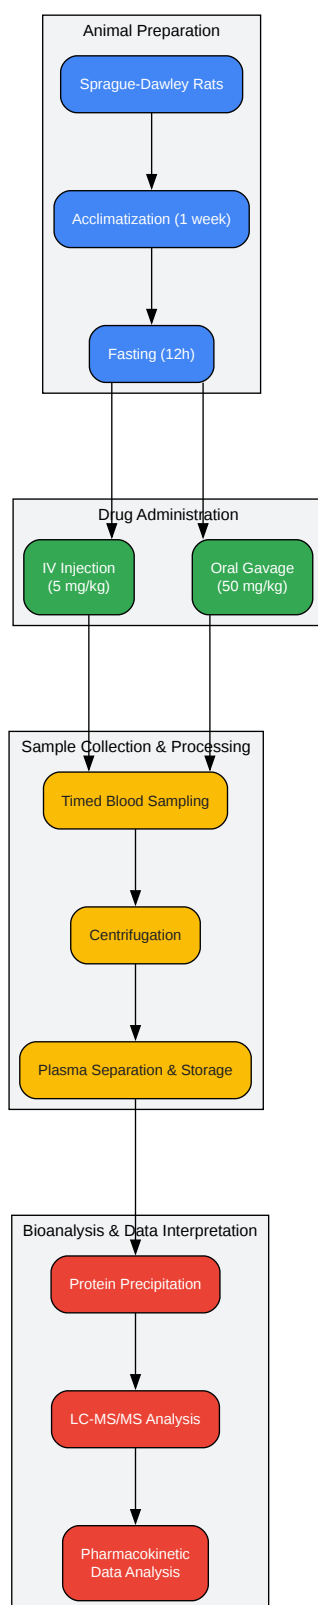 Animal Preparation
Sprague-Dawley Rats
Acclimatization (1 week)
Fasting (12h)
Drug Administration
IV Injection
(5 mg/kg)
Oral Gavage
(50 mg/kg)
Sample Collection & Processing
Timed Blood Sampling
Centrifugation
Plasma Separation & Storage
Bioanalysis & Data Interpretation
Protein Precipitation
LC-MS/MS Analysis
Pharmacokinetic
Data Analysis